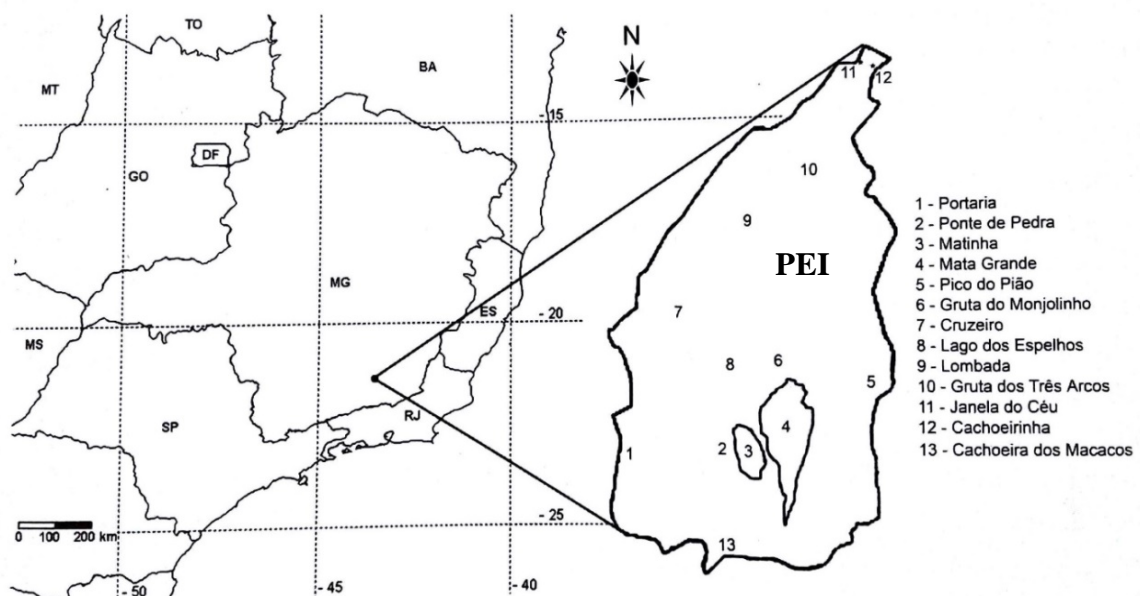 TO
N
BA
MT
11
12
- 15
DF
GO
10
1 - Portaria
2 - Ponte de Pedra
3 - Matinha
4 - Mata Grande
5 - Pico do Pião
6 - Gruta do Monjolinho
7 - Cruzeiro
8 - Lago dos Espelhos
9 - Lombada
10 - Gruta dos Três Arcos
11 - Janela do Céu
12 - Cachoeirinha
13 - Cachoeira dos Macacos
9
PEI
MG
7
ES
- 20
MS
8
6
5
RJ
SP
4
1
2
3
- 25
0 100 200 km
13
- 50
- 45
- 40